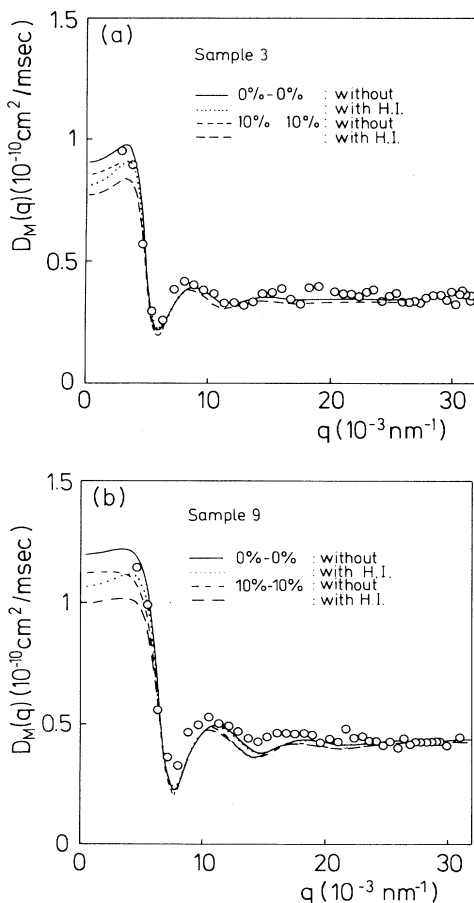 (a)
Sample 3
0%-0% : without
: with H.I.
10% 10% : without
: with H.I.
D_M(q)(10^-10 cm^2/msec)
1.5
1
0.5
0
0 10 20 30
q (10^-3 nm^-1)
(b)
Sample 9
0%-0% : without
: with H.I.
10%-10% : without
: with H.I.
D_M(q)(10^-10 cm^2/msec)
1.5
1
0.5
0
0 10 20 30
q (10^-3 nm^-1)